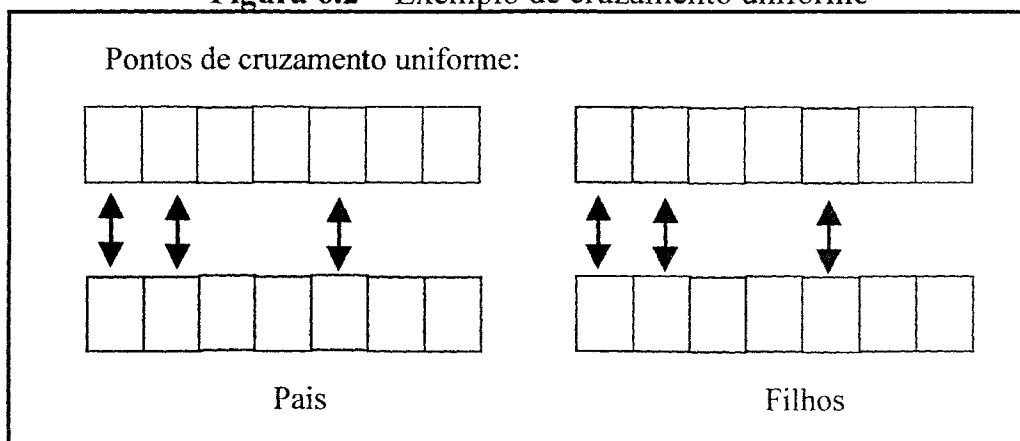 Figura 6.2 – Exemplo de cruzamento uniforme
Pontos de cruzamento uniforme:
Pais
Filhos